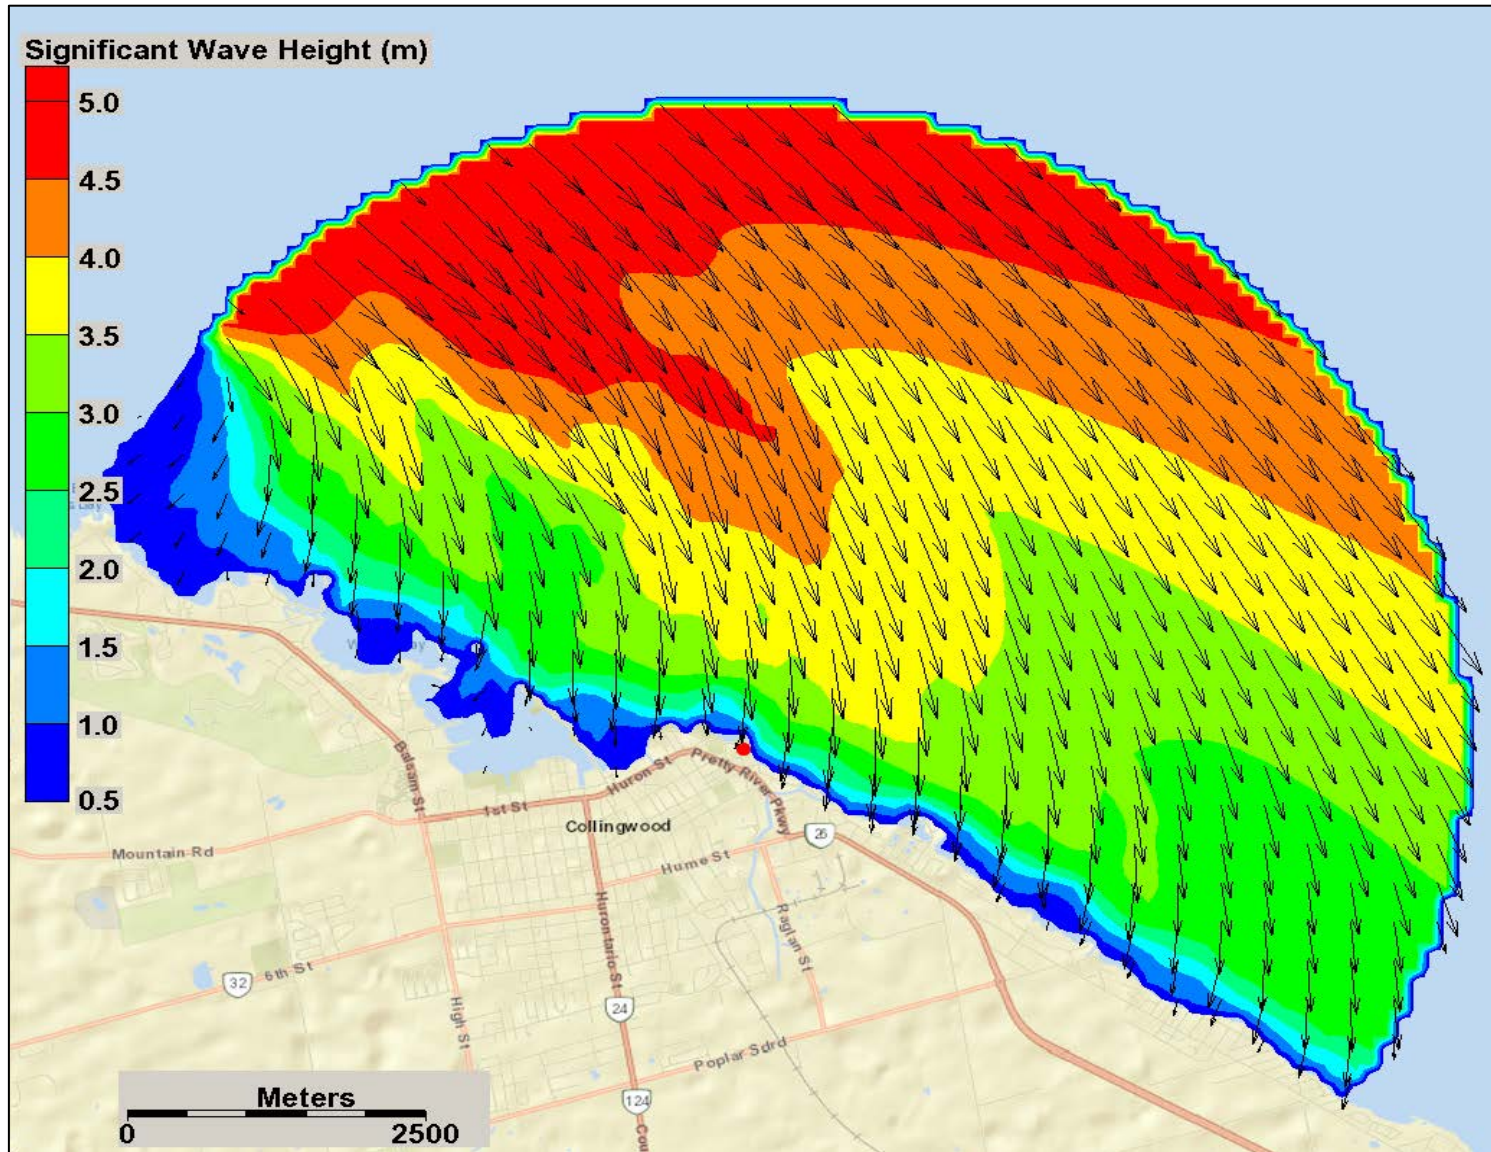 Significant Wave Height (m)
5.0
4.5
4.0
3.5
3.0
2.5
2.0
1.5
1.0
0.5
Balsam St
1st St
Huron St
Pretty River Pkwy
Collingwood
26
Mountain Rd
Hume St
Raglan St
Hurontario St
6th St
32
High St
24
Poplar Sdrd
124
Cou
Meters
0 2500